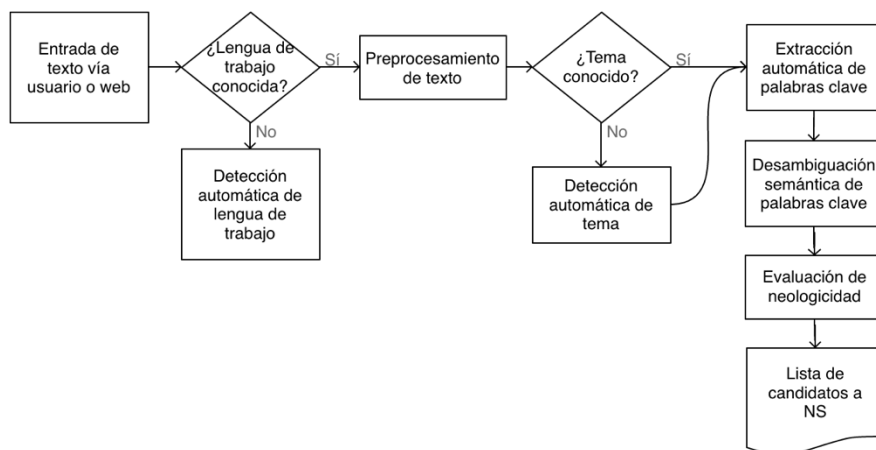 Entrada de
texto vía
usuario o web
¿Lengua de
trabajo
conocida?
Sí
No
Detección
automática de
lengua de
trabajo
Preprocesamiento
de texto
¿Tema
conocido?
Sí
No
Detección
automática de
tema
Extracción
automática de
palabras clave
Desambiguación
semántica de
palabras clave
Evaluación de
neologicidad
Lista de
candidatos a
NS